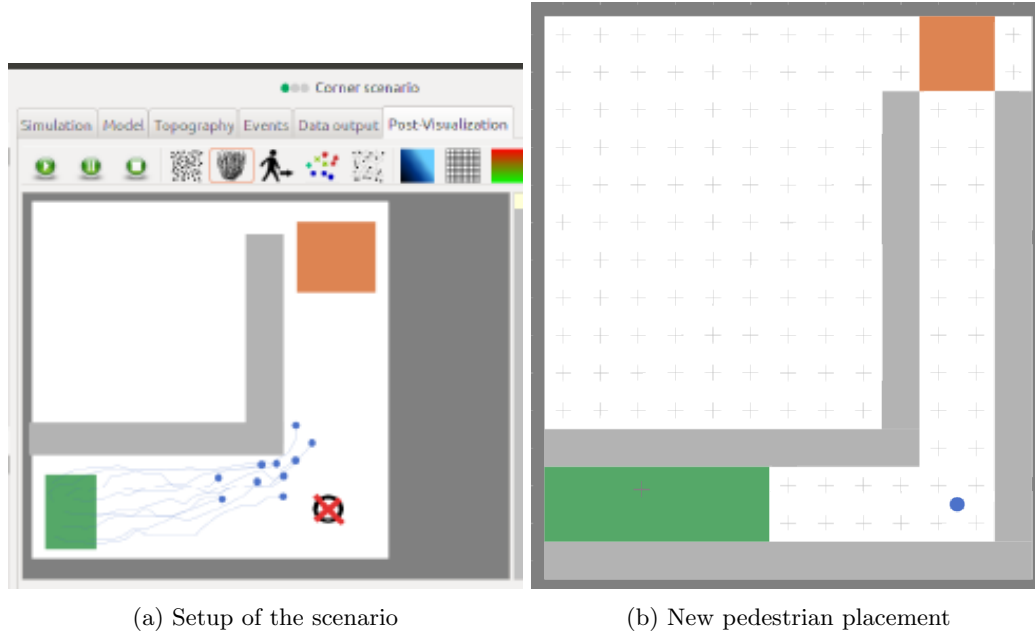 Corner scenario
Simulation Model Topography Events Data output Post-Visualization
(a) Setup of the scenario
(b) New pedestrian placement